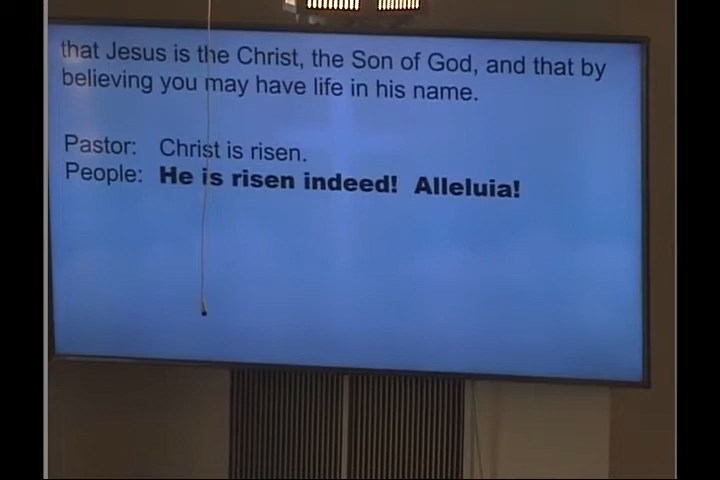 that Jesus is the Christ, the Son of God, and that by
believing you may have life in his name.
Pastor: Christ is risen.
People: He is risen indeed! Alleluia!